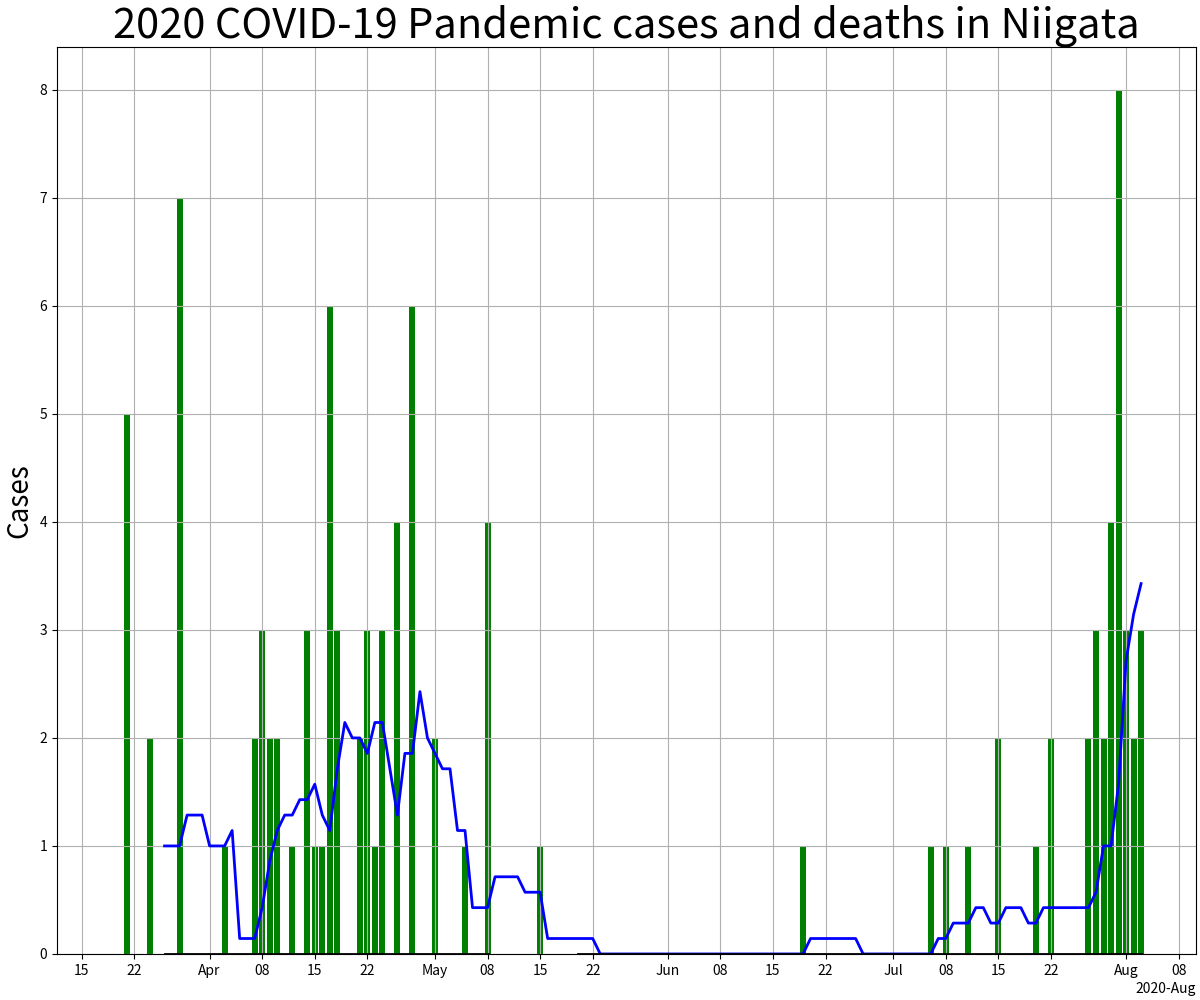 2020 COVID-19 Pandemic cases and deaths in Niigata
Cases
8
7
6
5
4
3
2
1
0
15 22 Apr 08 15 22 May 08 15 22 Jun 08 15 22 Jul 08 15 22 Aug 08
2020-Aug